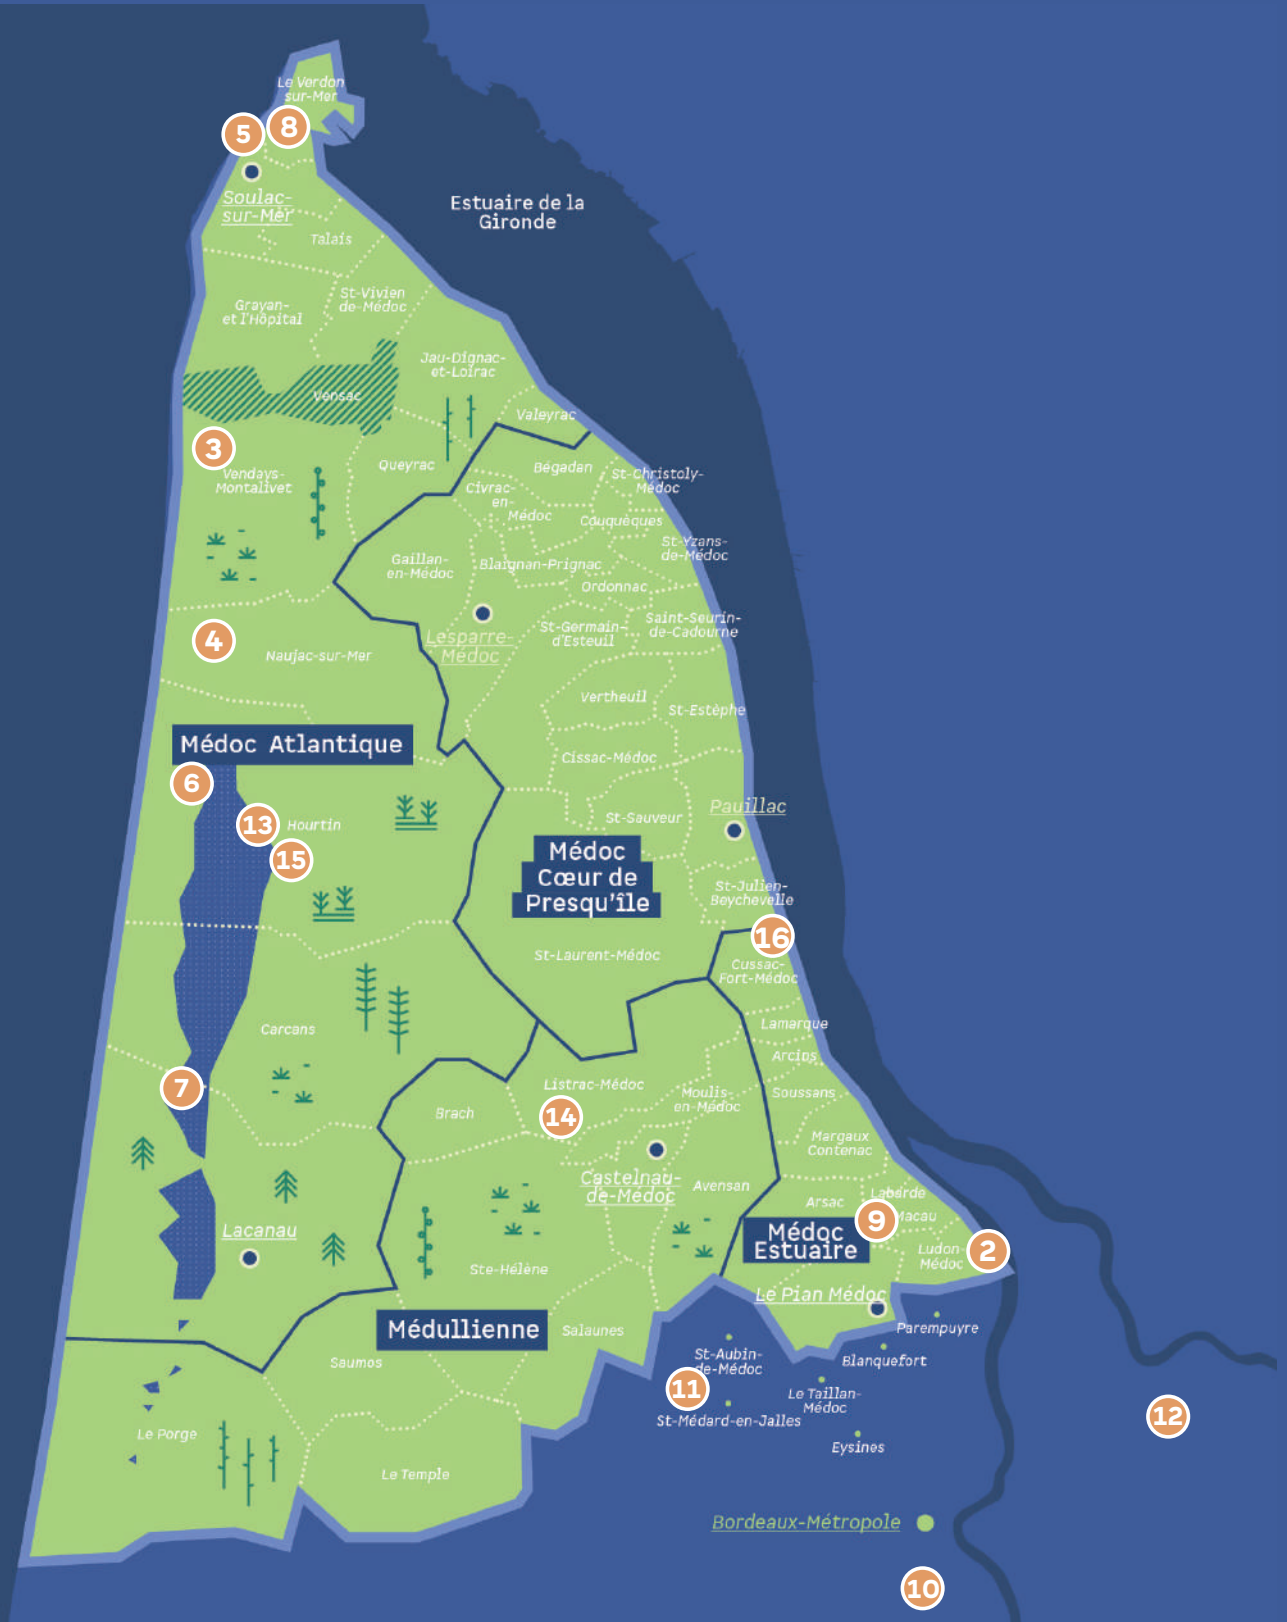 Le Verdon
sur-Mer
5
8
Soulac-
sur-Mer
Estuaire de la
Gironde
Talais
St-Vivien
de-Médoc
Grayan-
et l'Hôpital
Jau-Dignac-
et-Loirac
Vensac
Valeyrac
3
Vendays-
Montalivet
Queyrac
Bégadan
St-Christoly-
Médoc
Civrac-
en-
Médoc
Couquèques
St-Yzans-
de-Médoc
Gaillan-
en-Médoc
Blaignan-Prignac
Ordonnac
4
Naujac-sur-Mer
Lesparre-
Médoc
St-Germain-
d'Esteuil
Saint-Seurin-
de-Cadourne
Vertheuil
St-Estèphe
Médoc Atlantique
Cissac-Médoc
6
13
Hourtin
15
St-Sauveur
Pauillac
Médoc
Cœur de
Presqu'île
St-Julien-
Beychevelle
16
St-Laurent-Médoc
Cussac-
Fort-Médoc
Carcans
Lamarque
Arcins
7
Brach
Listrac-Médoc
14
Moulis-
en-Médoc
Soussans
Margaux
Contenac
Castelnau-
de-Médoc
Avensan
Arsac
Labarde
9
Macau
Lacanau
Médoc
Estuaire
Ludon-
Médoc
2
Ste-Hélène
Le Pian Médoc
Médullienne
Salaunes
Parempuyre
Saumos
St-Aubin-
de-Médoc
Blanquefort
11
Le Taillan-
Médoc
St-Médard-en-Jalles
12
Le Porge
Eysines
Le Temple
Bordeaux-Métropole
10